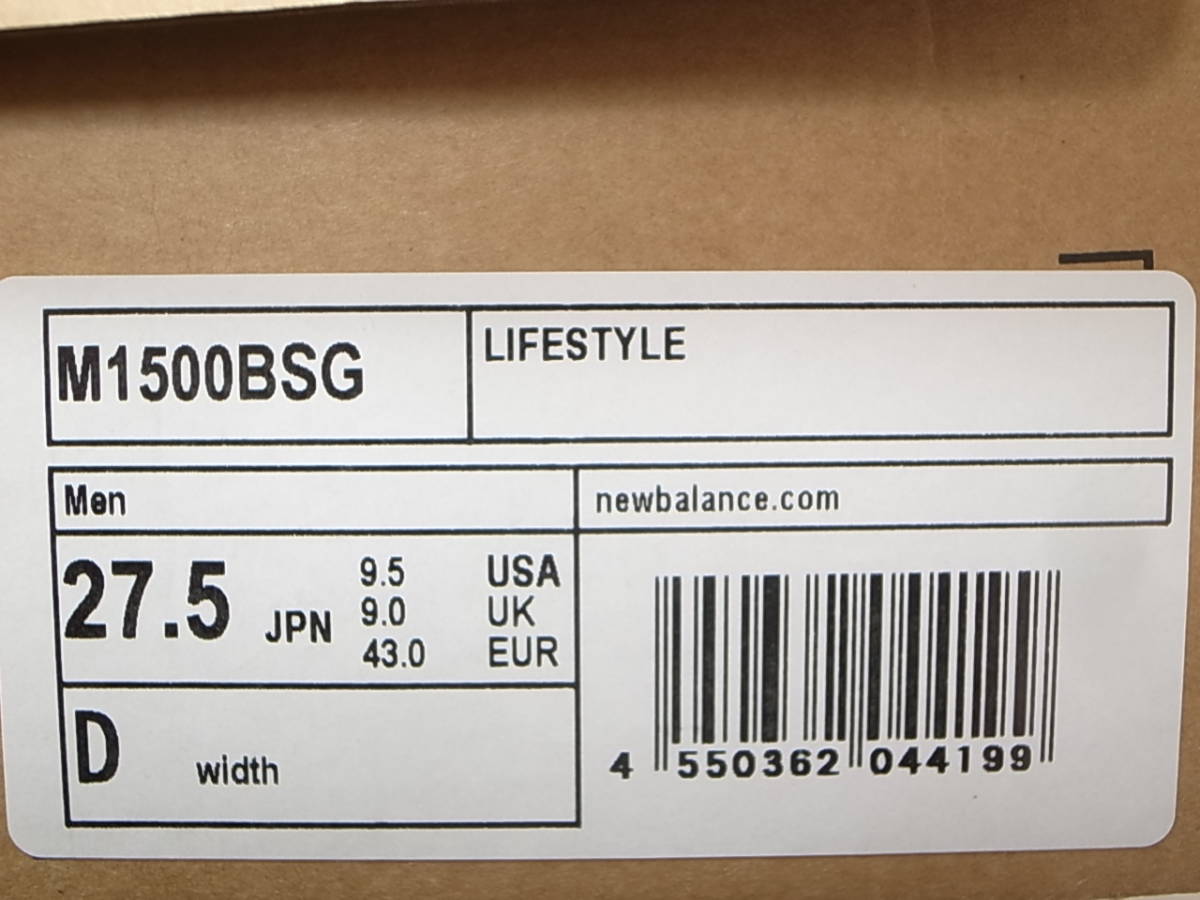 M1500BSG
LIFESTYLE
Men
newbalance.com
27.5 JPN
9.5 USA
9.0 UK
43.0 EUR
D width
4 550362 044199